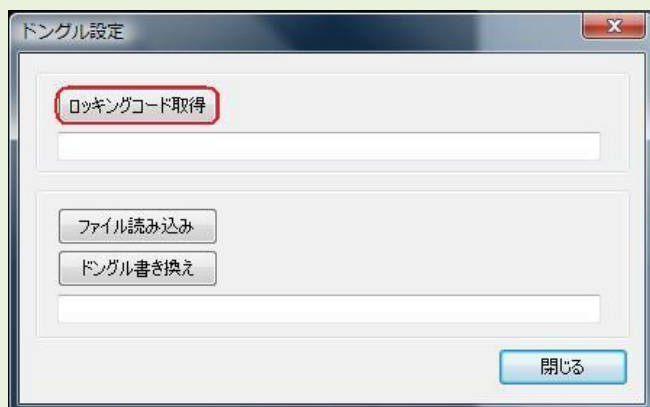 ドングル設定
ロッキングコード取得
ファイル読み込み
ドングル書き換え
閉じる